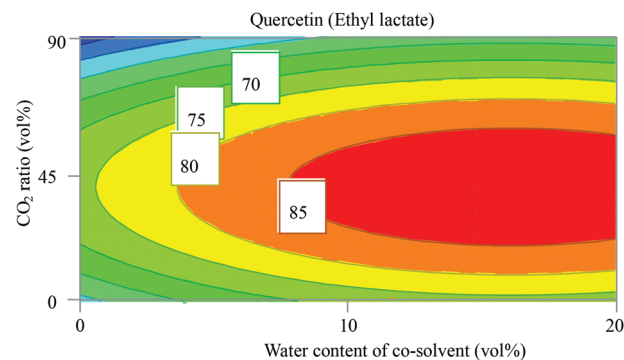 Quercetin (Ethyl lactate)
90
70
75
80
45
85
0
0 10 20
CO₂ ratio (vol%)
Water content of co-solvent (vol%)